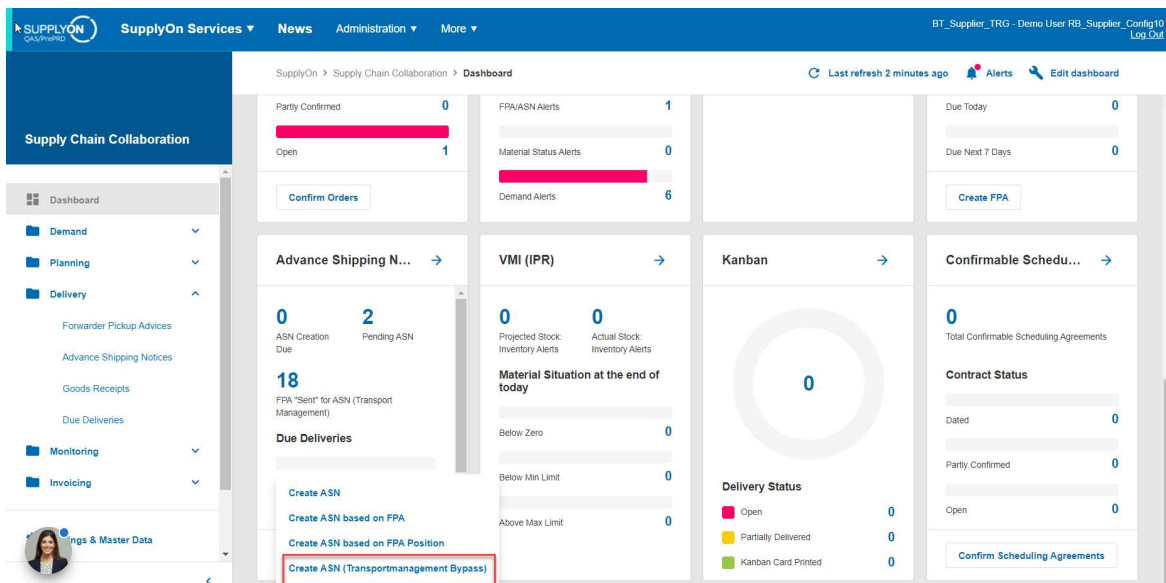 SUPPLYON
QAS/PrePRD
SupplyOn Services ▾
News
Administration ▾
More ▾
BT_Supplier_TRG - Demo User RB_Supplier_Config10
Log Out
Supply Chain Collaboration
SupplyOn > Supply Chain Collaboration > Dashboard
Last refresh 2 minutes ago
Alerts
Edit dashboard
Dashboard
Demand
Planning
Delivery
Forwarder Pickup Advices
Advance Shipping Notices
Goods Receipts
Due Deliveries
Monitoring
Invoicing
ngs & Master Data
Partly Confirmed 0
Open 1
Confirm Orders
FPA/ASN Alerts 1
Material Status Alerts 0
Demand Alerts 6
Due Today 0
Due Next 7 Days 0
Create FPA
Advance Shipping N... →
0
ASN Creation
Due
2
Pending ASN
18
FPA "Sent" for ASN (Transport
Management)
Due Deliveries
Create ASN
Create ASN based on FPA
Create ASN based on FPA Position
Create ASN (Transportmanagement Bypass)
VMI (IPR) →
0
Projected Stock:
Inventory Alerts
0
Actual Stock:
Inventory Alerts
Material Situation at the end of
today
Below Zero 0
Below Min Limit 0
Above Max Limit 0
Kanban →
0
Delivery Status
Open 0
Partially Delivered 0
Kanban Card Printed 0
Confirmable Schedu... →
0
Total Confirmable Scheduling Agreements
Contract Status
Dated 0
Partly Confirmed 0
Open 0
Confirm Scheduling Agreements